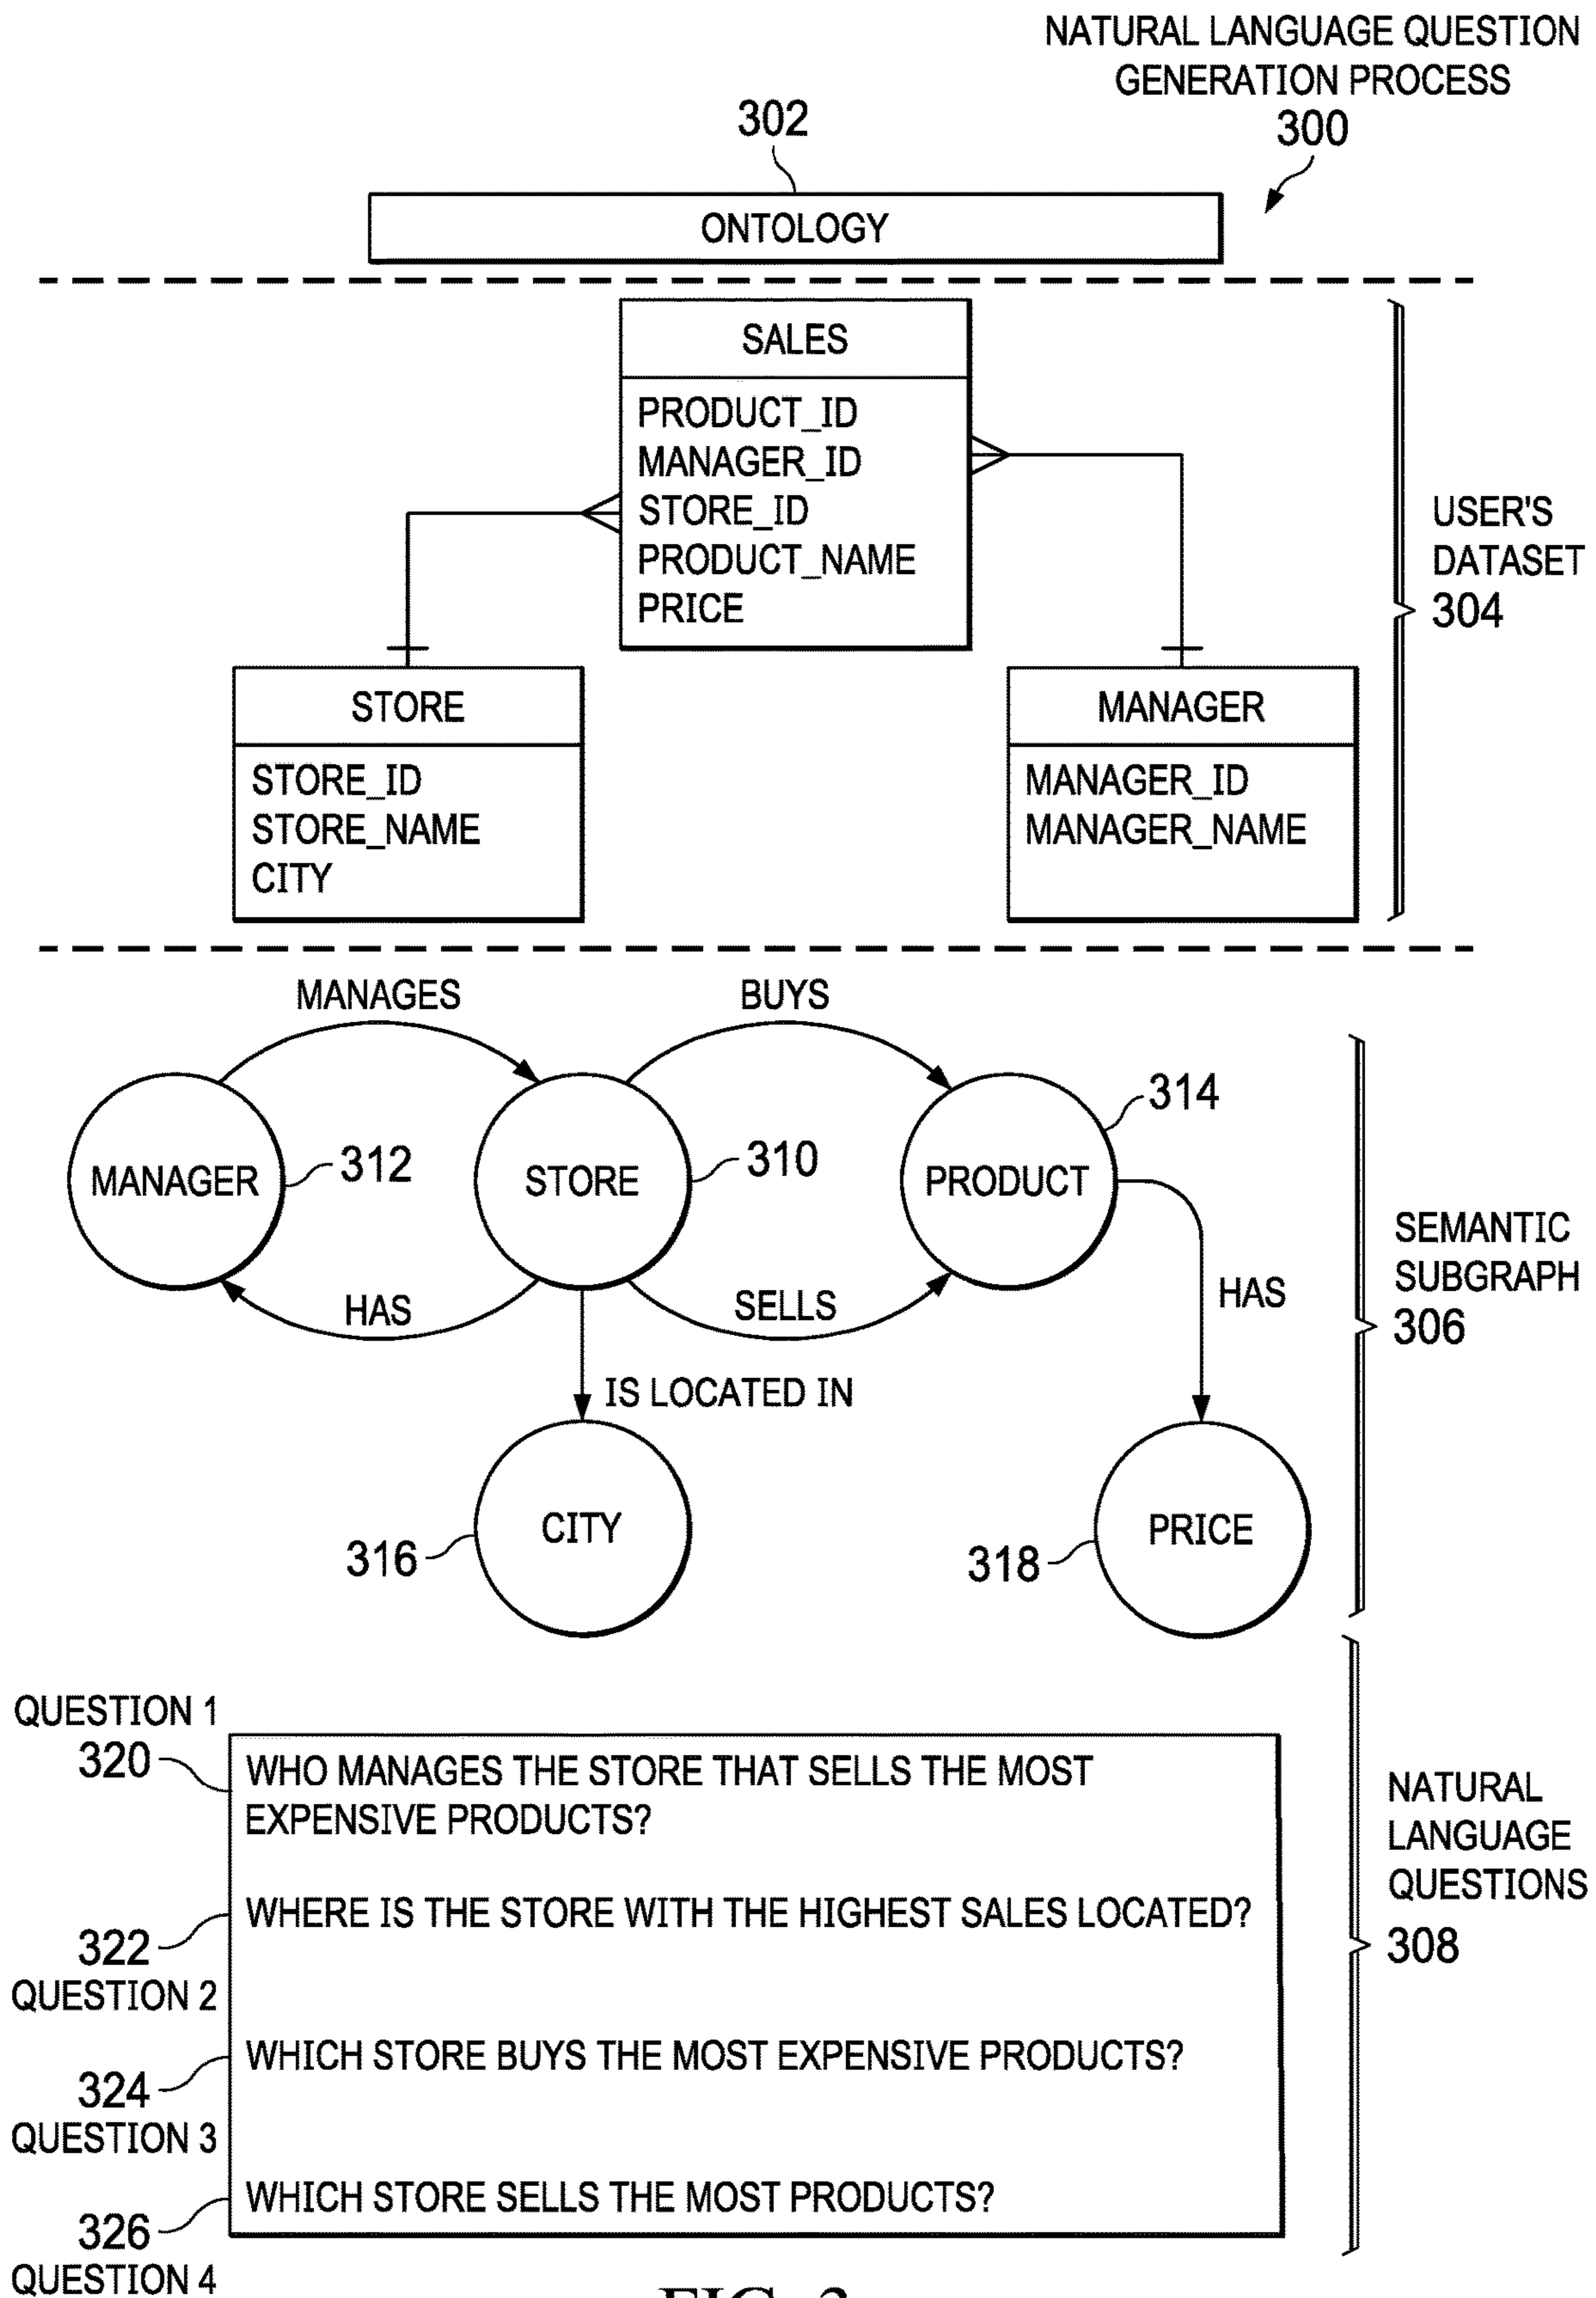 NATURAL LANGUAGE QUESTION
GENERATION PROCESS
300
302
ONTOLOGY
SALES
PRODUCT_ID
MANAGER_ID
STORE_ID
PRODUCT_NAME
PRICE
USER'S
DATASET
304
STORE
STORE_ID
STORE_NAME
CITY
MANAGER
MANAGER_ID
MANAGER_NAME
MANAGES
BUYS
MANAGER
312
STORE
310
PRODUCT
314
HAS
SELLS
HAS
IS LOCATED IN
SEMANTIC
SUBGRAPH
306
CITY
316
PRICE
318
QUESTION 1
320
WHO MANAGES THE STORE THAT SELLS THE MOST
EXPENSIVE PRODUCTS?
WHERE IS THE STORE WITH THE HIGHEST SALES LOCATED?
322
QUESTION 2
WHICH STORE BUYS THE MOST EXPENSIVE PRODUCTS?
324
QUESTION 3
WHICH STORE SELLS THE MOST PRODUCTS?
326
QUESTION 4
NATURAL
LANGUAGE
QUESTIONS
308